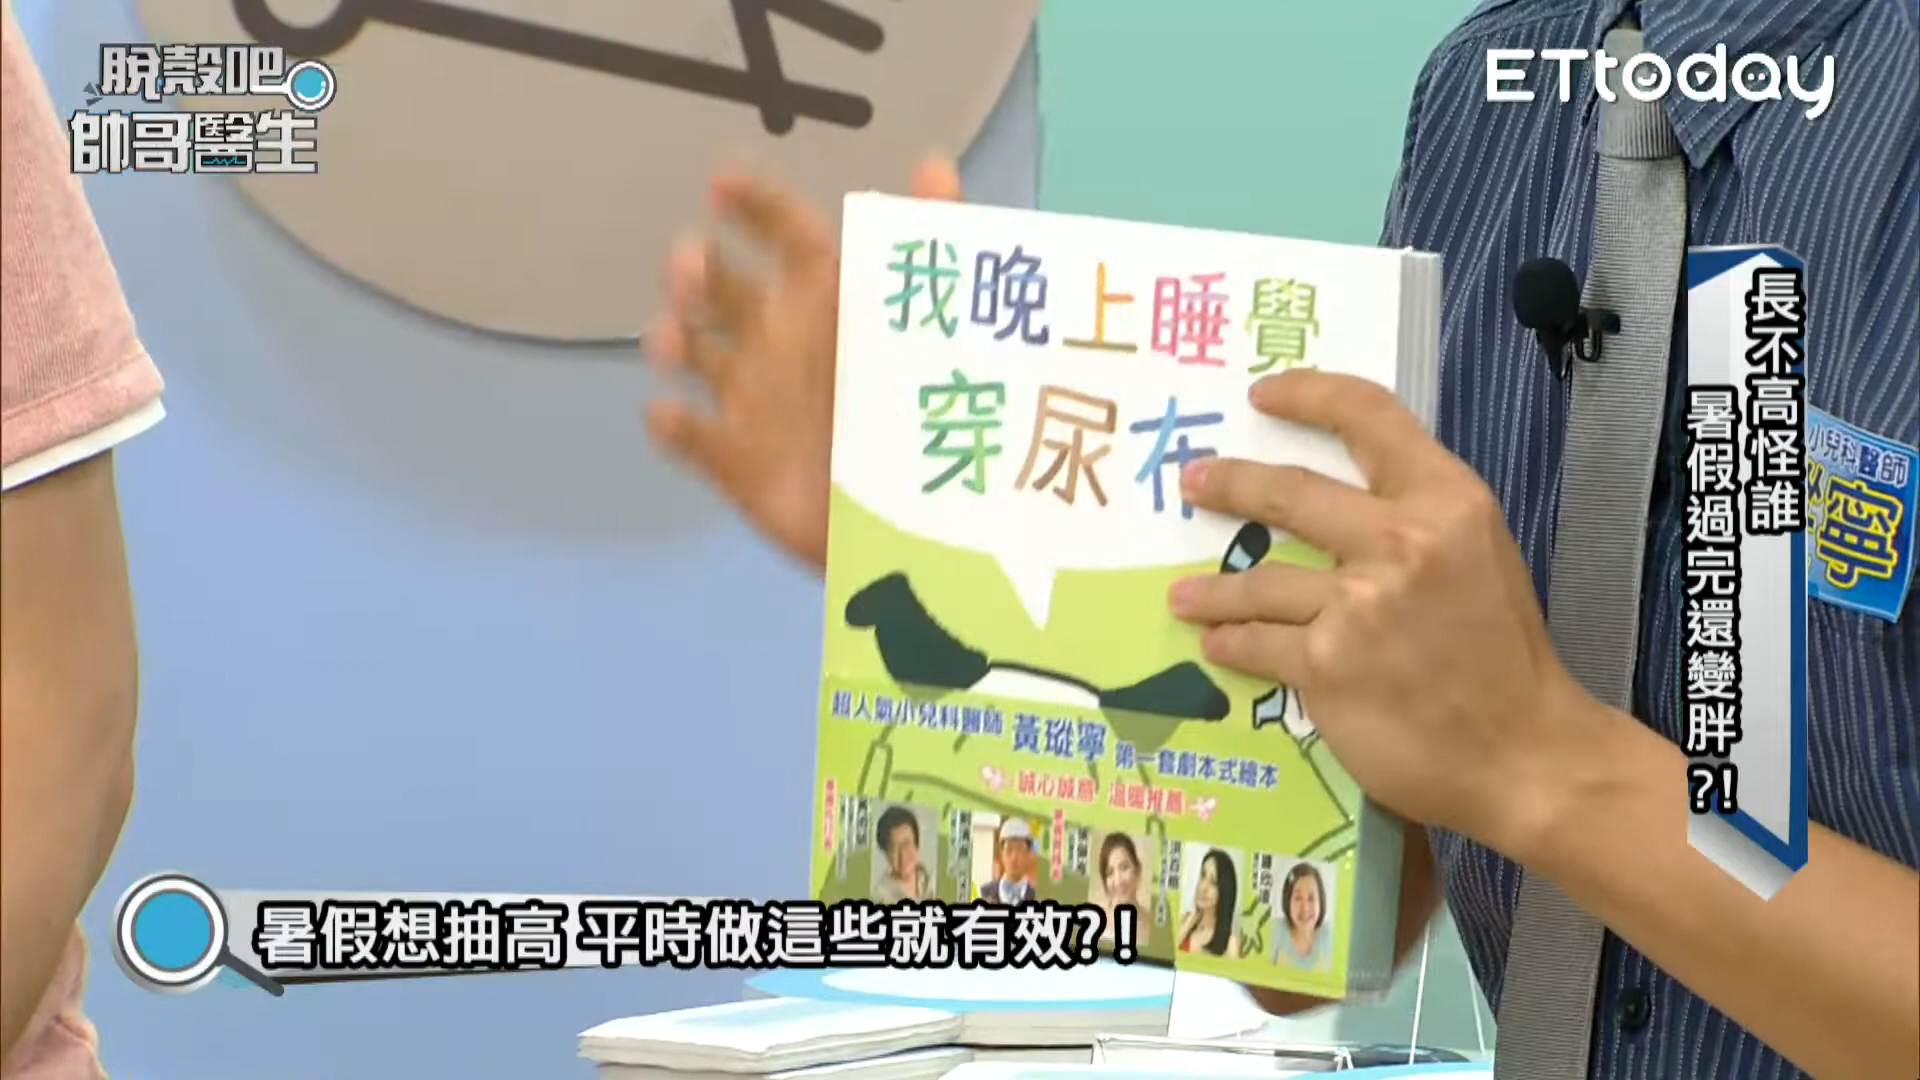 脫殼吧
帥哥醫生
ETtoday
我晚上睡覺
穿尿布
超人氣小兒科醫師 黃瑽寧 第一套劇本式繪本
誠心誠意 溫暖推薦
長不高怪誰
暑假過完還變胖?!
小兒科醫師
寧
暑假想抽高 平時做這些就有效?!